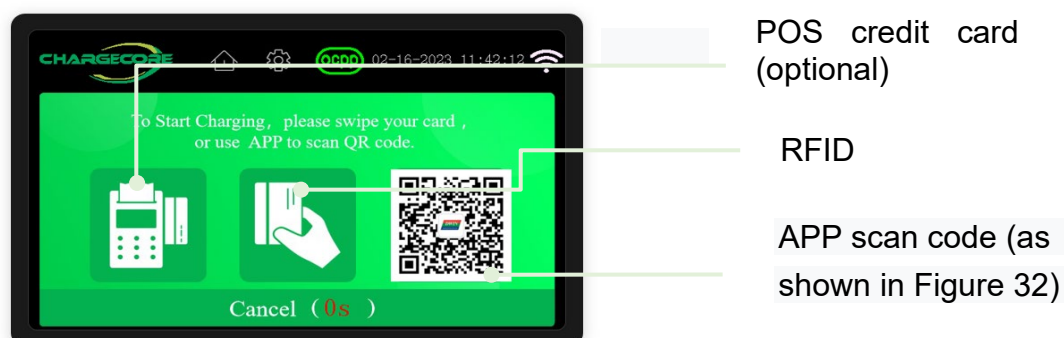 CHARGECORE OCPP 02-16-2023 11:42:12
To Start Charging, please swipe your card ,
or use APP to scan QR code.
Cancel (0s )
POS credit card
(optional)
RFID
APP scan code (as
shown in Figure 32)